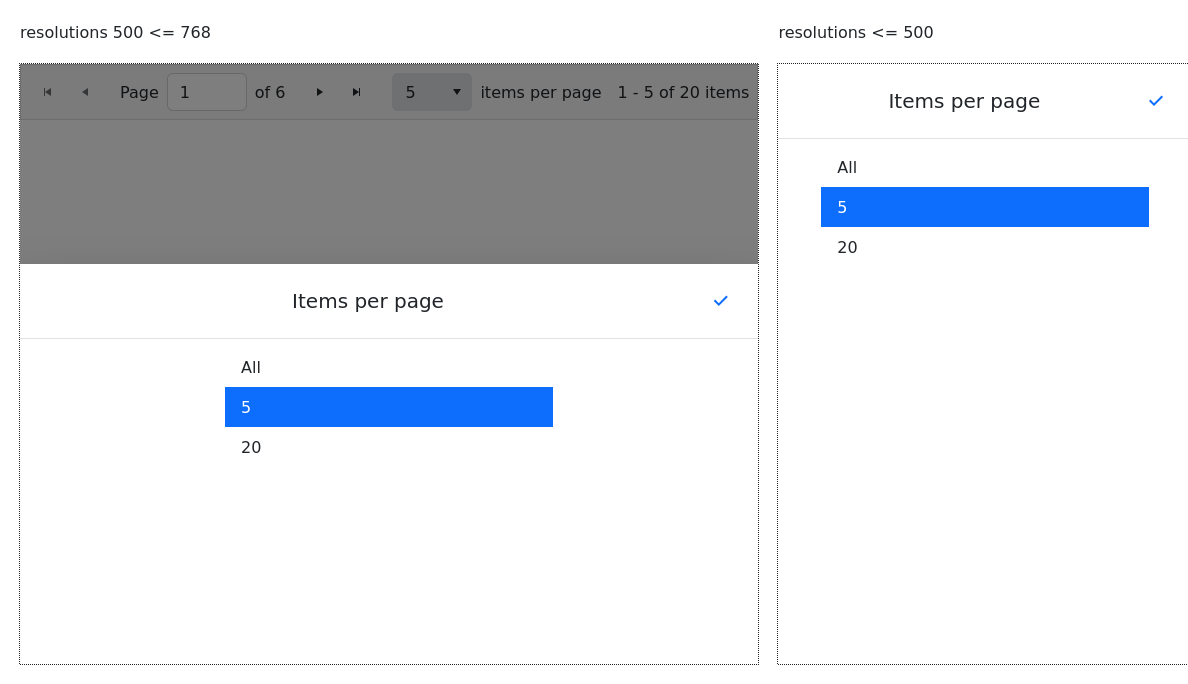 resolutions 500 <= 768
Page 1 of 6 5 items per page 1 - 5 of 20 items
Items per page
All
5
20
resolutions <= 500
Items per page
All
5
20